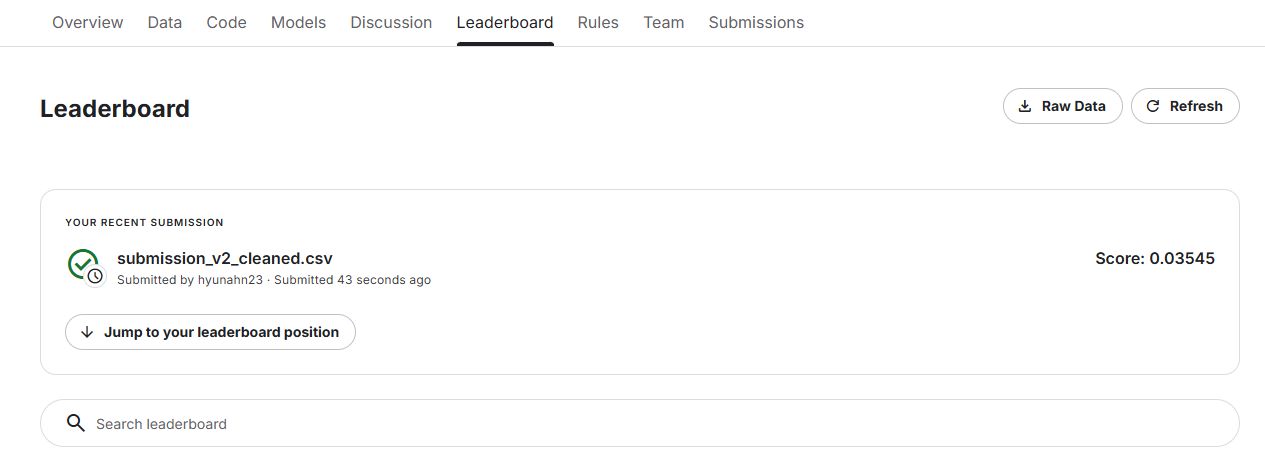 Overview Data Code Models Discussion Leaderboard Rules Team Submissions
Leaderboard
Raw Data Refresh
YOUR RECENT SUBMISSION
submission_v2_cleaned.csv Score: 0.03545
Submitted by hyunahn23 · Submitted 43 seconds ago
Jump to your leaderboard position
Search leaderboard